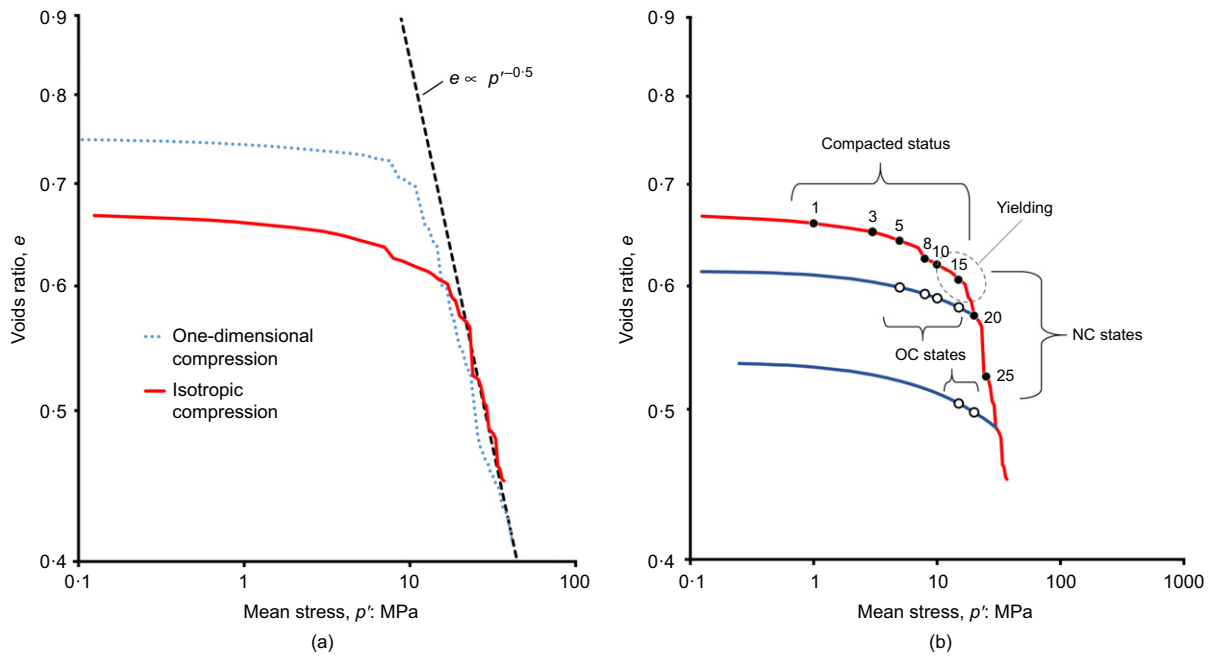 0·9
0·8
0·7
0·6
0·5
0·4
Voids ratio, e
e ∝ p′⁻⁰·⁵
One-dimensional
compression
Isotropic
compression
0·1
1
10
100
Mean stress, p′: MPa
(a)
0·9
0·8
0·7
0·6
0·5
0·4
Voids ratio, e
Compacted status
Yielding
1
3
5
8
10
15
20
NC states
OC states
25
0·1
1
10
100
1000
Mean stress, p′: MPa
(b)